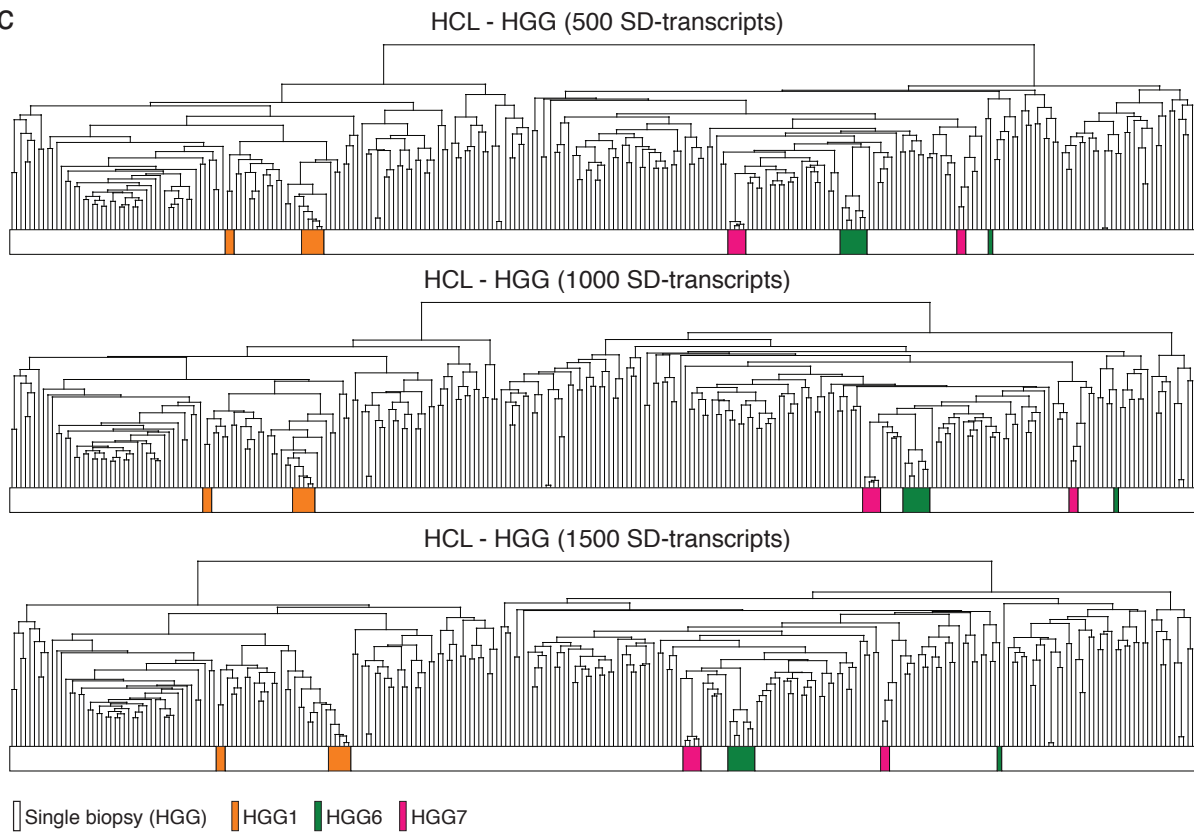 c
HCL - HGG (500 SD-transcripts)
HCL - HGG (1000 SD-transcripts)
HCL - HGG (1500 SD-transcripts)
Single biopsy (HGG) HGG1 HGG6 HGG7